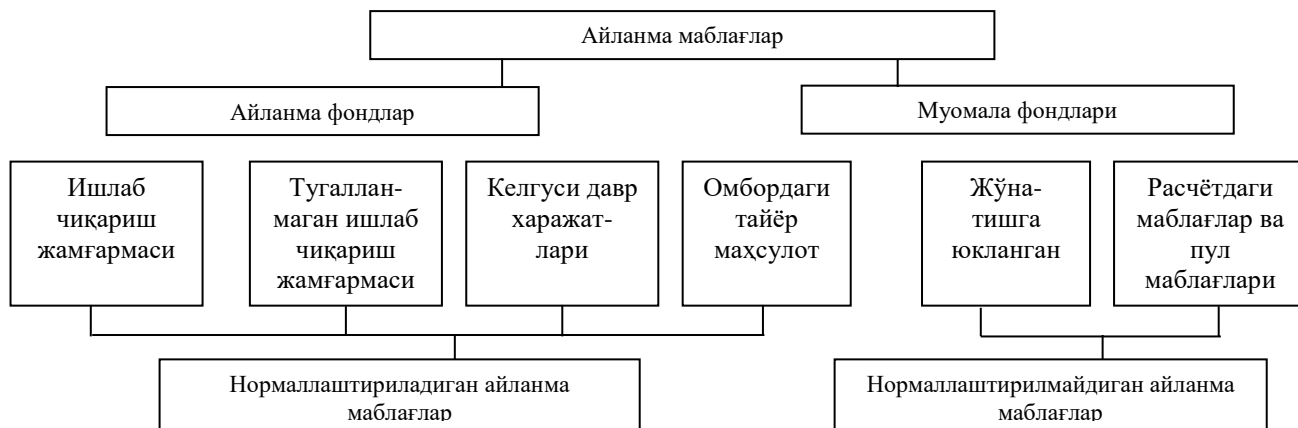 Айланма маблағлар
Айланма фондлар
Муомала фондлари
Ишлаб
чиқариш
жамғармаси
Тугаллан-
маган ишлаб
чиқариш
жамғармаси
Келгуси давр
харажат-
лари
Омбордаги
тайёр
маҳсулот
Жўна-
тишга
юкланган
Расчётдаги
маблағлар ва
пул
маблағлари
Нормаллаштириладиган айланма
маблағлар
Нормаллаштирилмайдиган айланма
маблағлар